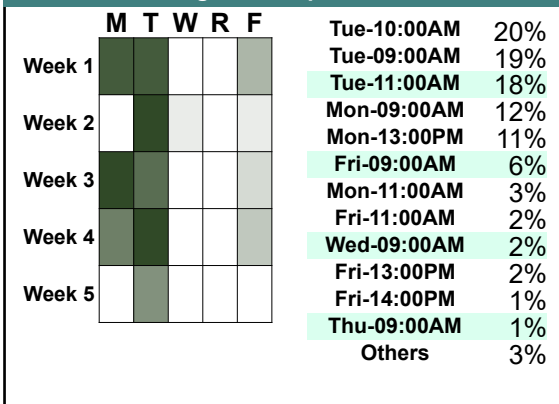 M T W R F
Week 1
Week 2
Week 3
Week 4
Week 5
Tue-10:00AM 20%
Tue-09:00AM 19%
Tue-11:00AM 18%
Mon-09:00AM 12%
Mon-13:00PM 11%
Fri-09:00AM 6%
Mon-11:00AM 3%
Fri-11:00AM 2%
Wed-09:00AM 2%
Fri-13:00PM 2%
Fri-14:00PM 1%
Thu-09:00AM 1%
Others 3%